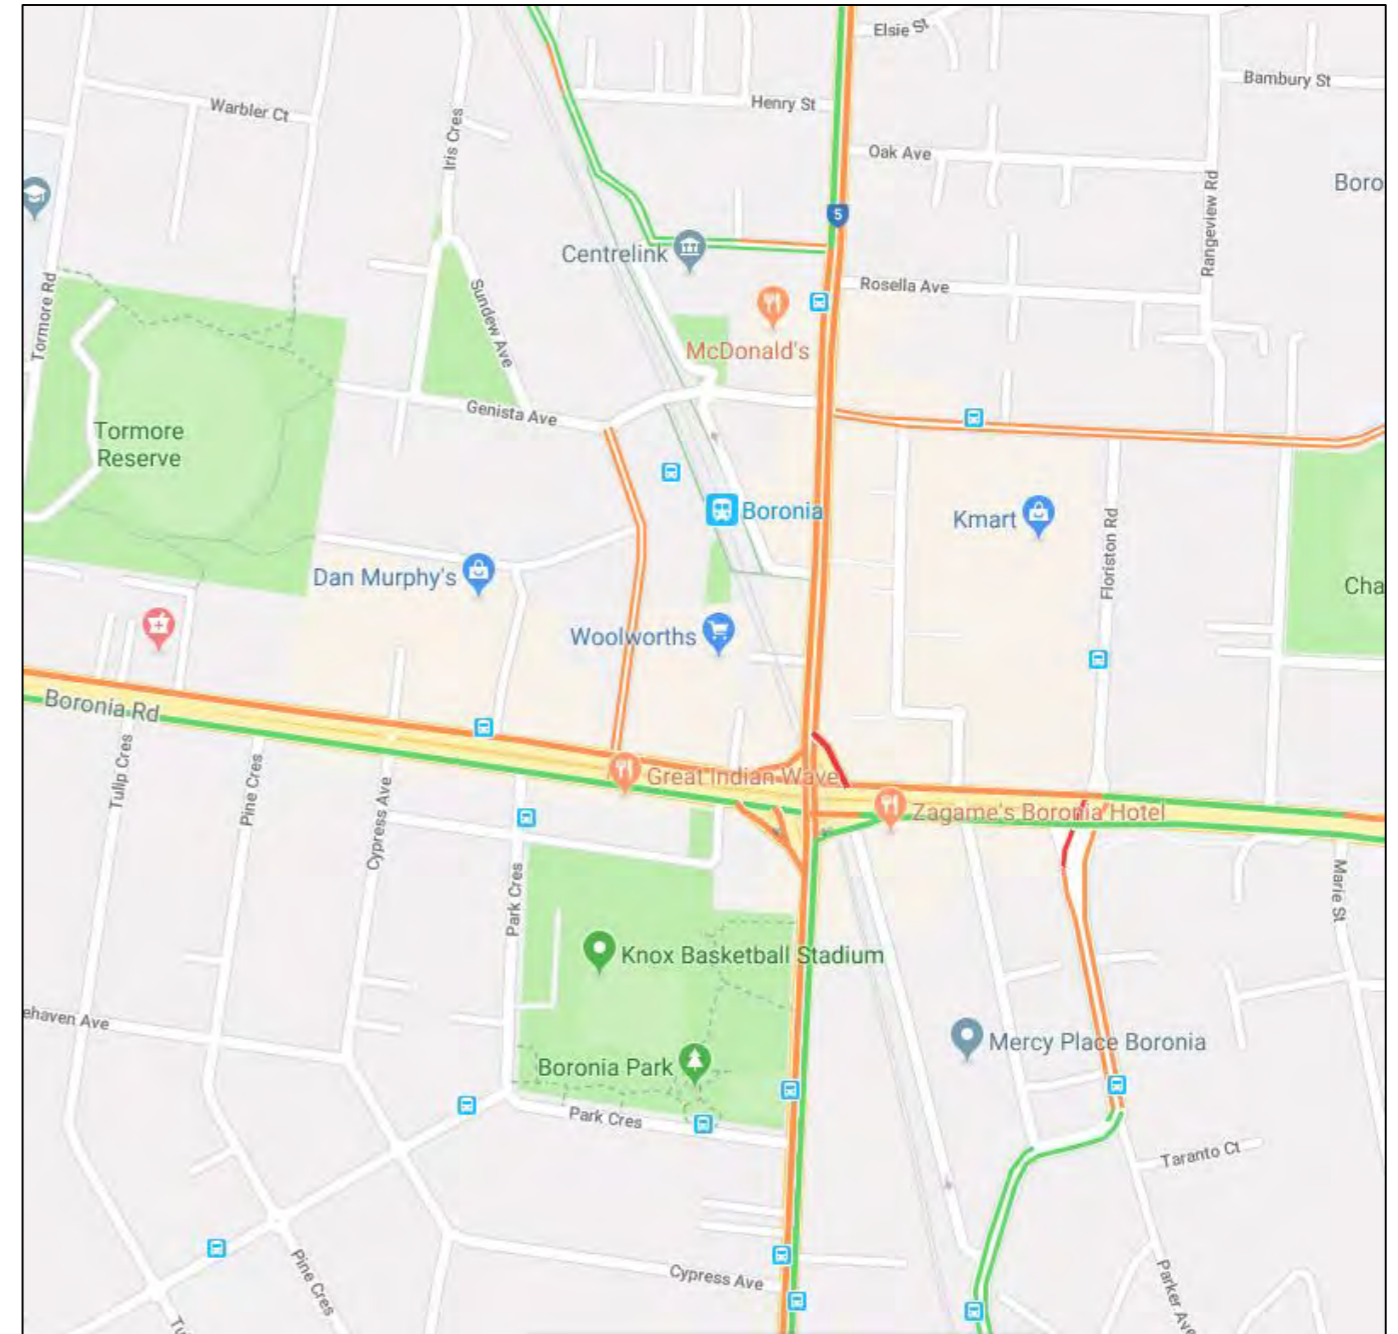 Elsie St
Bambury St
Warbler Ct
Henry St
Iris Cres
Oak Ave
Boro
Rangeview Rd
5
Centrelink
Rosella Ave
Tormore Rd
Sundew Ave
McDonald's
Genista Ave
Tormore
Reserve
Boronia
Kmart
Floriston Rd
Dan Murphy's
Cha
Woolworths
Boronia Rd
Tulip Cres
Pine Cres
Cypress Ave
Great Indian Wave
Zagame's Boronia Hotel
Park Cres
Marie St
Knox Basketball Stadium
ehaven Ave
Mercy Place Boronia
Boronia Park
Park Cres
Taranto Ct
Pine Cres
Cypress Ave
Parker Ave
Tu